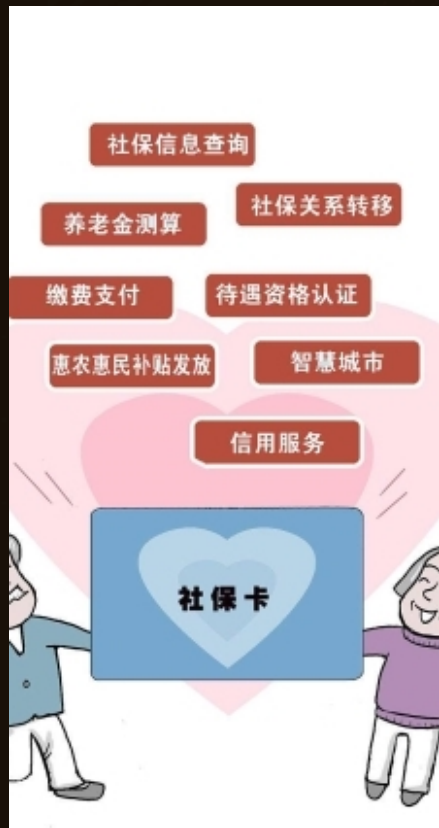 社保信息查询
社保关系转移
养老金测算
缴费支付
待遇资格认证
惠农惠民补贴发放
智慧城市
信用服务
社保卡